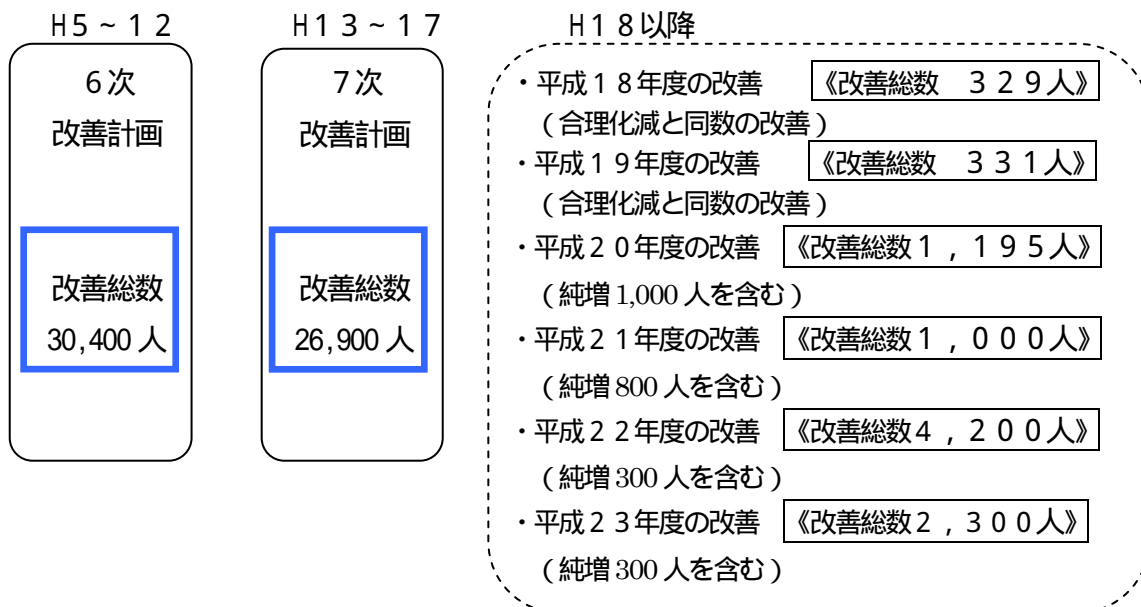 H5~12
6次
改善計画
改善総数
30,400人
H13~17
7次
改善計画
改善総数
26,900人
H18以降
・平成18年度の改善 《改善総数 329人》
(合理化減と同数の改善)
・平成19年度の改善 《改善総数 331人》
(合理化減と同数の改善)
・平成20年度の改善 《改善総数1,195人》
(純増1,000人を含む)
・平成21年度の改善 《改善総数1,000人》
(純増800人を含む)
・平成22年度の改善 《改善総数4,200人》
(純増300人を含む)
・平成23年度の改善 《改善総数2,300人》
(純増300人を含む)